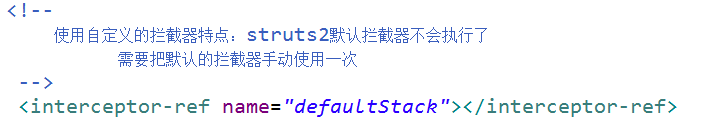 <!--
使用自定义的拦截器特点：struts2默认拦截器不会执行了
需要把默认的拦截器手动使用一次
-->
<interceptor-ref name="defaultStack"></interceptor-ref>